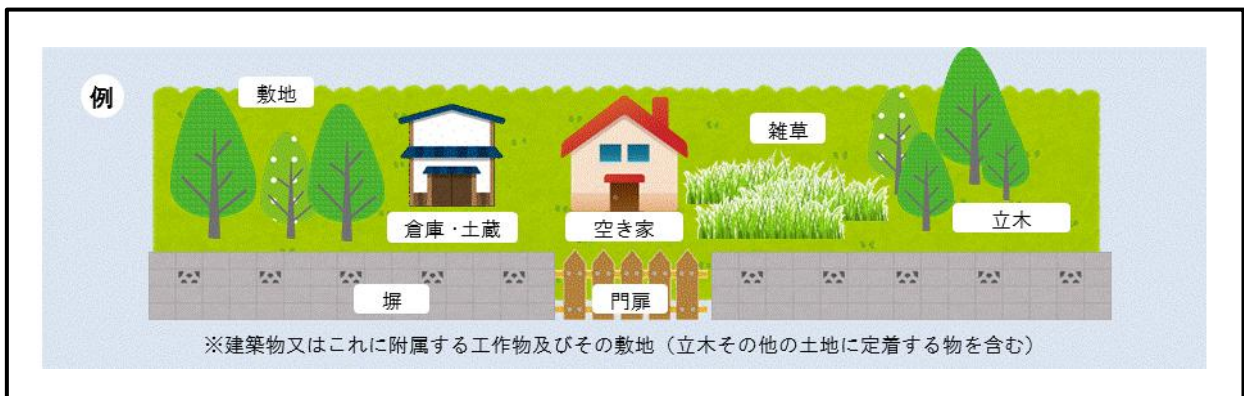 例
敷地
雑草
倉庫・土蔵
空き家
立木
塀
門扉
※建築物又はこれに附属する工作物及びその敷地（立木その他の土地に定着する物を含む）